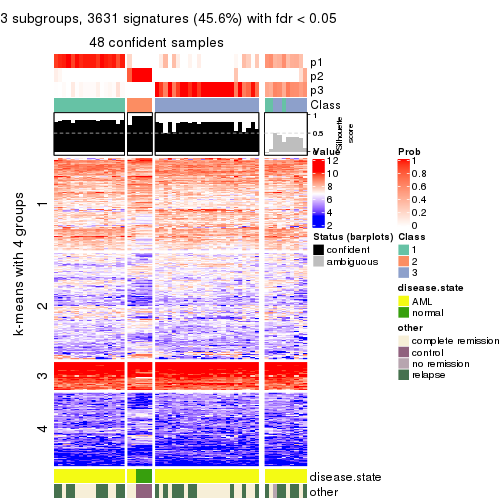 3 subgroups, 3631 signatures (45.6%) with fdr < 0.05
48 confident samples
p1
p2
p3
Class
1
0.5
0
Silhouette
score
k-means with 4 groups
1
2
3
4
disease.state
other
Value
12
10
8
6
4
2
Prob
1
0.8
0.6
0.4
0.2
0
Status (barplots)
confident
ambiguous
Class
1
2
3
disease.state
AML
normal
other
complete remission
control
no remission
relapse